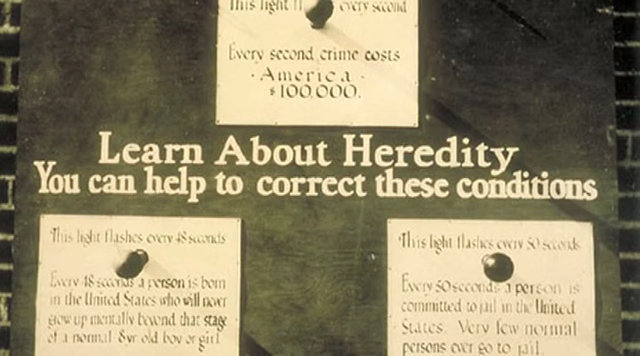 This light fl every second
Every second crime costs
· America ·
$100,000.
Learn About Heredity
You can help to correct these conditions
This light flashes every 48 seconds
Every 48 seconds a person is born
in the United States who will never
grow up mentally beyond that stage
of a normal 8 yr old boy or girl
This light flashes every 50 seconds
Every 50 seconds a person is
committed to jail in the United
States. Very few normal
persons ever go to jail